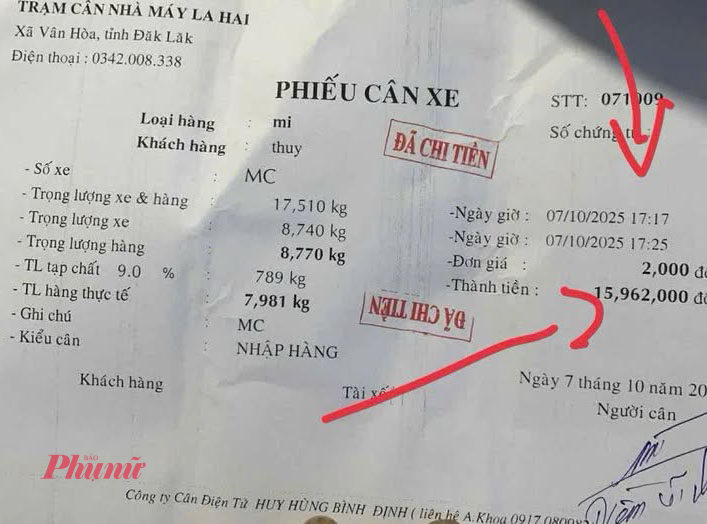 TRẠM CÂN NHÀ MÁY LA HAI
Xã Vân Hòa, tỉnh Đăk Lăk
Điện thoại : 0342.008.338
PHIẾU CÂN XE
STT: 071009
Số chứng
Loại hàng : mi
Khách hàng : thuy
ĐÃ CHI TIỀN
- Số xe : MC
- Trọng lượng xe & hàng 17,510 kg
- Trọng lượng xe 8,740 kg
- Trọng lượng hàng 8,770 kg
- TL tạp chất 9.0 % 789 kg
- TL hàng thực tế 7,981 kg
- Ghi chú : MC
- Kiểu cân : NHẬP HÀNG
-Ngày giờ : 07/10/2025 17:17
-Ngày giờ : 07/10/2025 17:25
-Đơn giá : 2,000
-Thành tiền : 15,962,000
ĐÃ CHI TIỀN
Khách hàng
Tài xế
Ngày 7 tháng 10 năm 20
Người cân
BÁO
Phụ nữ
Công ty Cân Điện Tử HUY HÙNG BÌNH ĐỊNH ( liên hệ A.Khoa